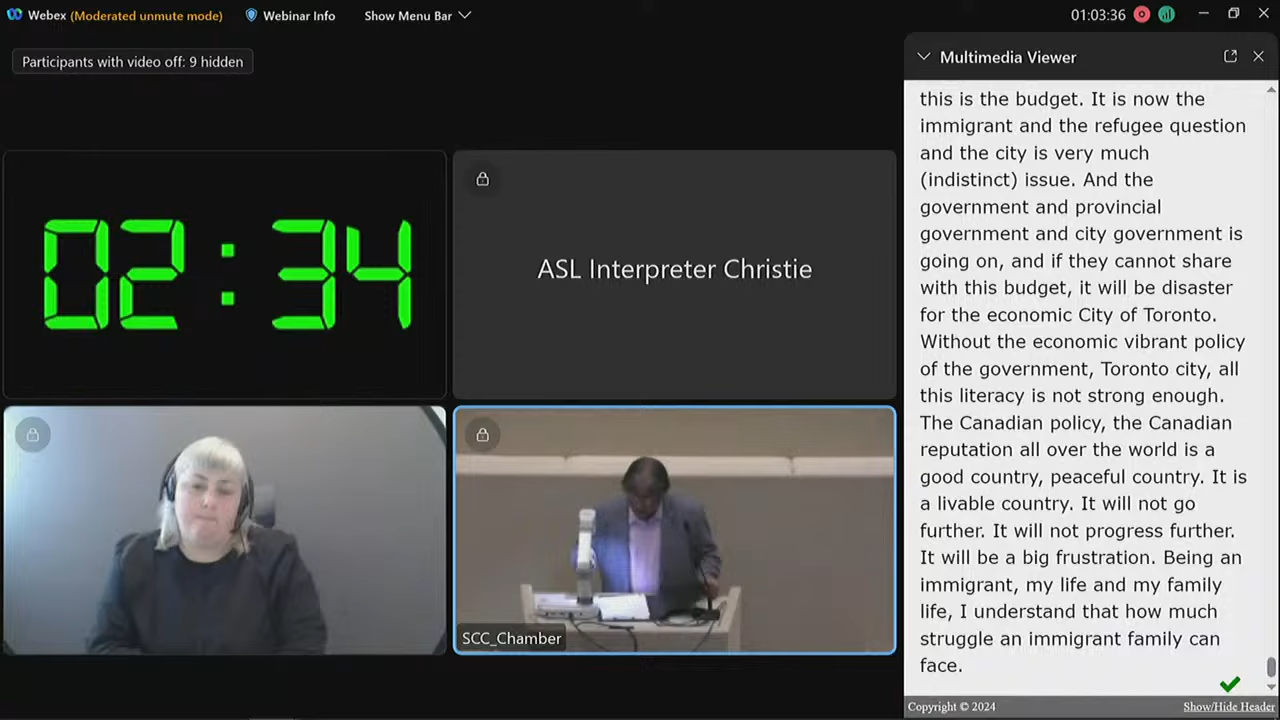 Webex (Moderated unmute mode) Webinar Info Show Menu Bar 01:03:36
Participants with video off: 9 hidden
02:34
ASL Interpreter Christie
SCC_Chamber
Multimedia Viewer
this is the budget. It is now the
immigrant and the refugee question
and the city is very much
(indistinct) issue. And the
government and provincial
government and city government is
going on, and if they cannot share
with this budget, it will be disaster
for the economic City of Toronto.
Without the economic vibrant policy
of the government, Toronto city, all
this literacy is not strong enough.
The Canadian policy, the Canadian
reputation all over the world is a
good country, peaceful country. It is
a livable country. It will not go
further. It will not progress further.
It will be a big frustration. Being an
immigrant, my life and my family
life, I understand that how much
struggle an immigrant family can
face.
Copyright © 2024 Show/Hide Header